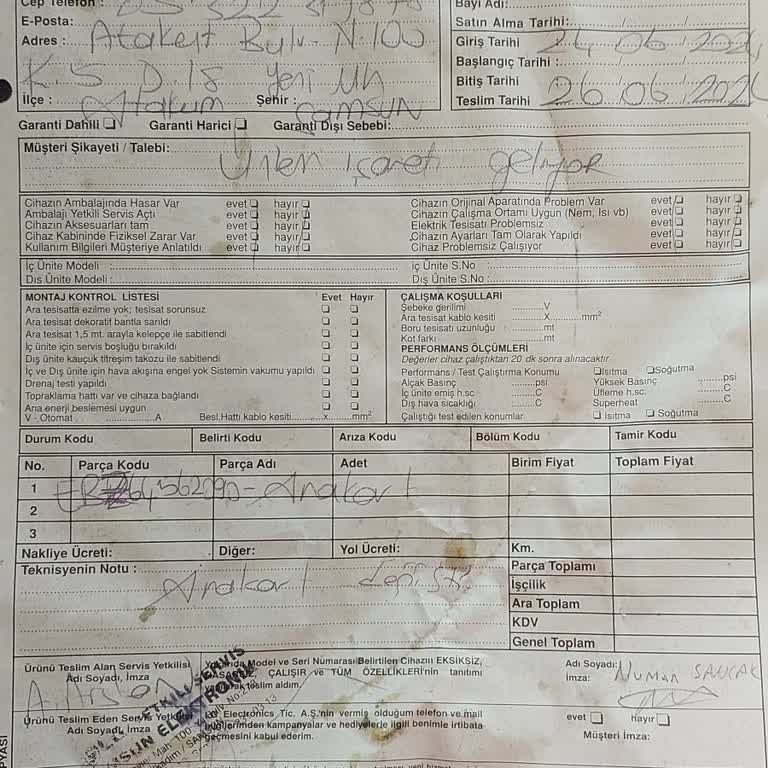 Cep Telefon :
E-Posta:
Adres : Atakent Bulv. N:100
K.5 D.18 Yeni Mh
İlçe : Atakum Şehir : SAMSUN
Bayi Adı:
Satın Alma Tarihi: / /
Giriş Tarihi 24.06.202
Başlangıç Tarihi / /
Bitiş Tarihi / /
Teslim Tarihi 26 06 202
Garanti Dahili Garanti Harici Garanti Dışı Sebebi:
Müşteri Şikayeti / Talebi:
Ünlem işareti geliyor
Cihazın Ambalajında Hasar Var evet hayır
Ambalajı Yetkili Servis Açtı evet hayır
Cihazın Aksesuarları tam evet hayır
Cihaz Kabininde Fiziksel Zarar Var evet hayır
Kullanım Bilgileri Müşteriye Anlatıldı evet hayır
Cihazın Orijinal Aparatında Problem Var evet hayır
Cihazın Çalışma Ortamı Uygun (Nem, Isı vb) evet hayır
Elektrik Tesisatı Problemsiz evet hayır
Cihazın Ayarları Tam Olarak Yapıldı evet hayır
Cihaz Problemsiz Çalışıyor evet hayır
İç Ünite Modeli : İç Ünite S.No :
Dış Ünite Modeli : Dış Ünite S.No :
MONTAJ KONTROL LİSTESİ Evet Hayır
Ara tesisatta ezilme yok; tesisat sorunsuz
Ara tesisat dekoratif bantla sarıldı
Ara tesisat 1,5 mt. arayla kelepçe ile sabitlendi
İç ünite için servis boşluğu bırakıldı
Dış ünite kauçuk titreşim takozu ile sabitlendi
İç ve Dış ünite için hava akışına engel yok Sistemin vakumu yapıldı
Drenaj testi yapıldı
Topraklama hattı var ve cihaza bağlandı
Ana enerji beslemesi uygun
V - Otomat A Besl.Hattı kablo kesiti x mm²
ÇALIŞMA KOŞULLARI
Şebeke gerilimi V
Ara tesisat kablo kesiti X mm²
Boru tesisatı uzunluğu mt
Kot farkı mt
PERFORMANS ÖLÇÜMLERİ
Değerler cihaz çalıştıktan 20 dk sonra alınacaktır
Performans / Test Çalıştırma Konumu Isıtma Soğutma
Alçak Basınç psi Yüksek Basınç psi
İç ünite emiş h.sc C Üfleme h.sc. C
Dış hava sıcaklığı C Superheat C
Çalıştığı test edilen konumlar Isıtma Soğutma
Durum Kodu Belirti Kodu Arıza Kodu Bölüm Kodu Tamir Kodu
No. Parça Kodu Parça Adı Adet Birim Fiyat Toplam Fiyat
1
Anakart
2
3
Nakliye Ücreti: Diğer: Yol Ücreti: Km.
Teknisyenin Notu :
Anakart değişti
Parça Toplamı
İşçilik
Ara Toplam
KDV
Genel Toplam
Ürünü Teslim Alan Servis Yetkilisi
Adı Soyadı, İmza
A. Arslan
Model ve Seri Numarası Belirtilen Cihazın EKSİKSİZ,
ÇALIŞIR ve TÜM ÖZELLİKLERİ'nin tanıtımı
teslim aldım.
Adı Soyadı:
İmza:
Numan SANCAK
Ürünü Teslim Eden Servis Yetkilisi
Adı Soyadı, İmza
Electronics Tic. A.Ş'nin vermiş olduğum telefon ve mail
kampanyalar ve hediyelerle ilgili benimle irtibata
geçmesini kabul ederim.
evet hayır
Müşteri İmza:
YETKİLİ SERVİS
ELEKTRONİK